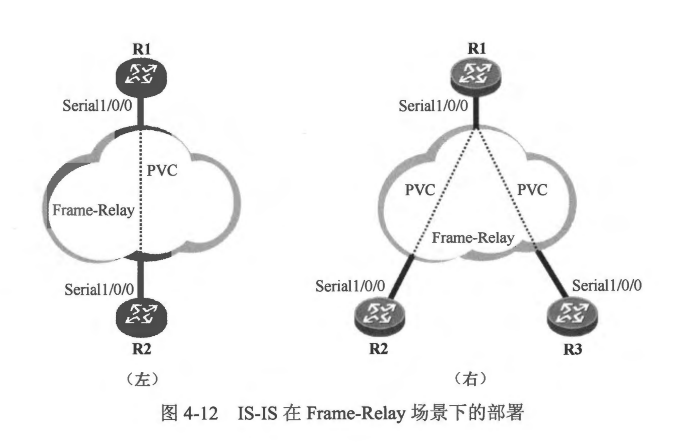 R1
Serial1/0/0
PVC
Frame-Relay
Serial1/0/0
R2
（左）
R1
Serial1/0/0
PVC
PVC
Frame-Relay
Serial1/0/0
Serial1/0/0
R2
R3
（右）
图 4-12 IS-IS 在 Frame-Relay 场景下的部署